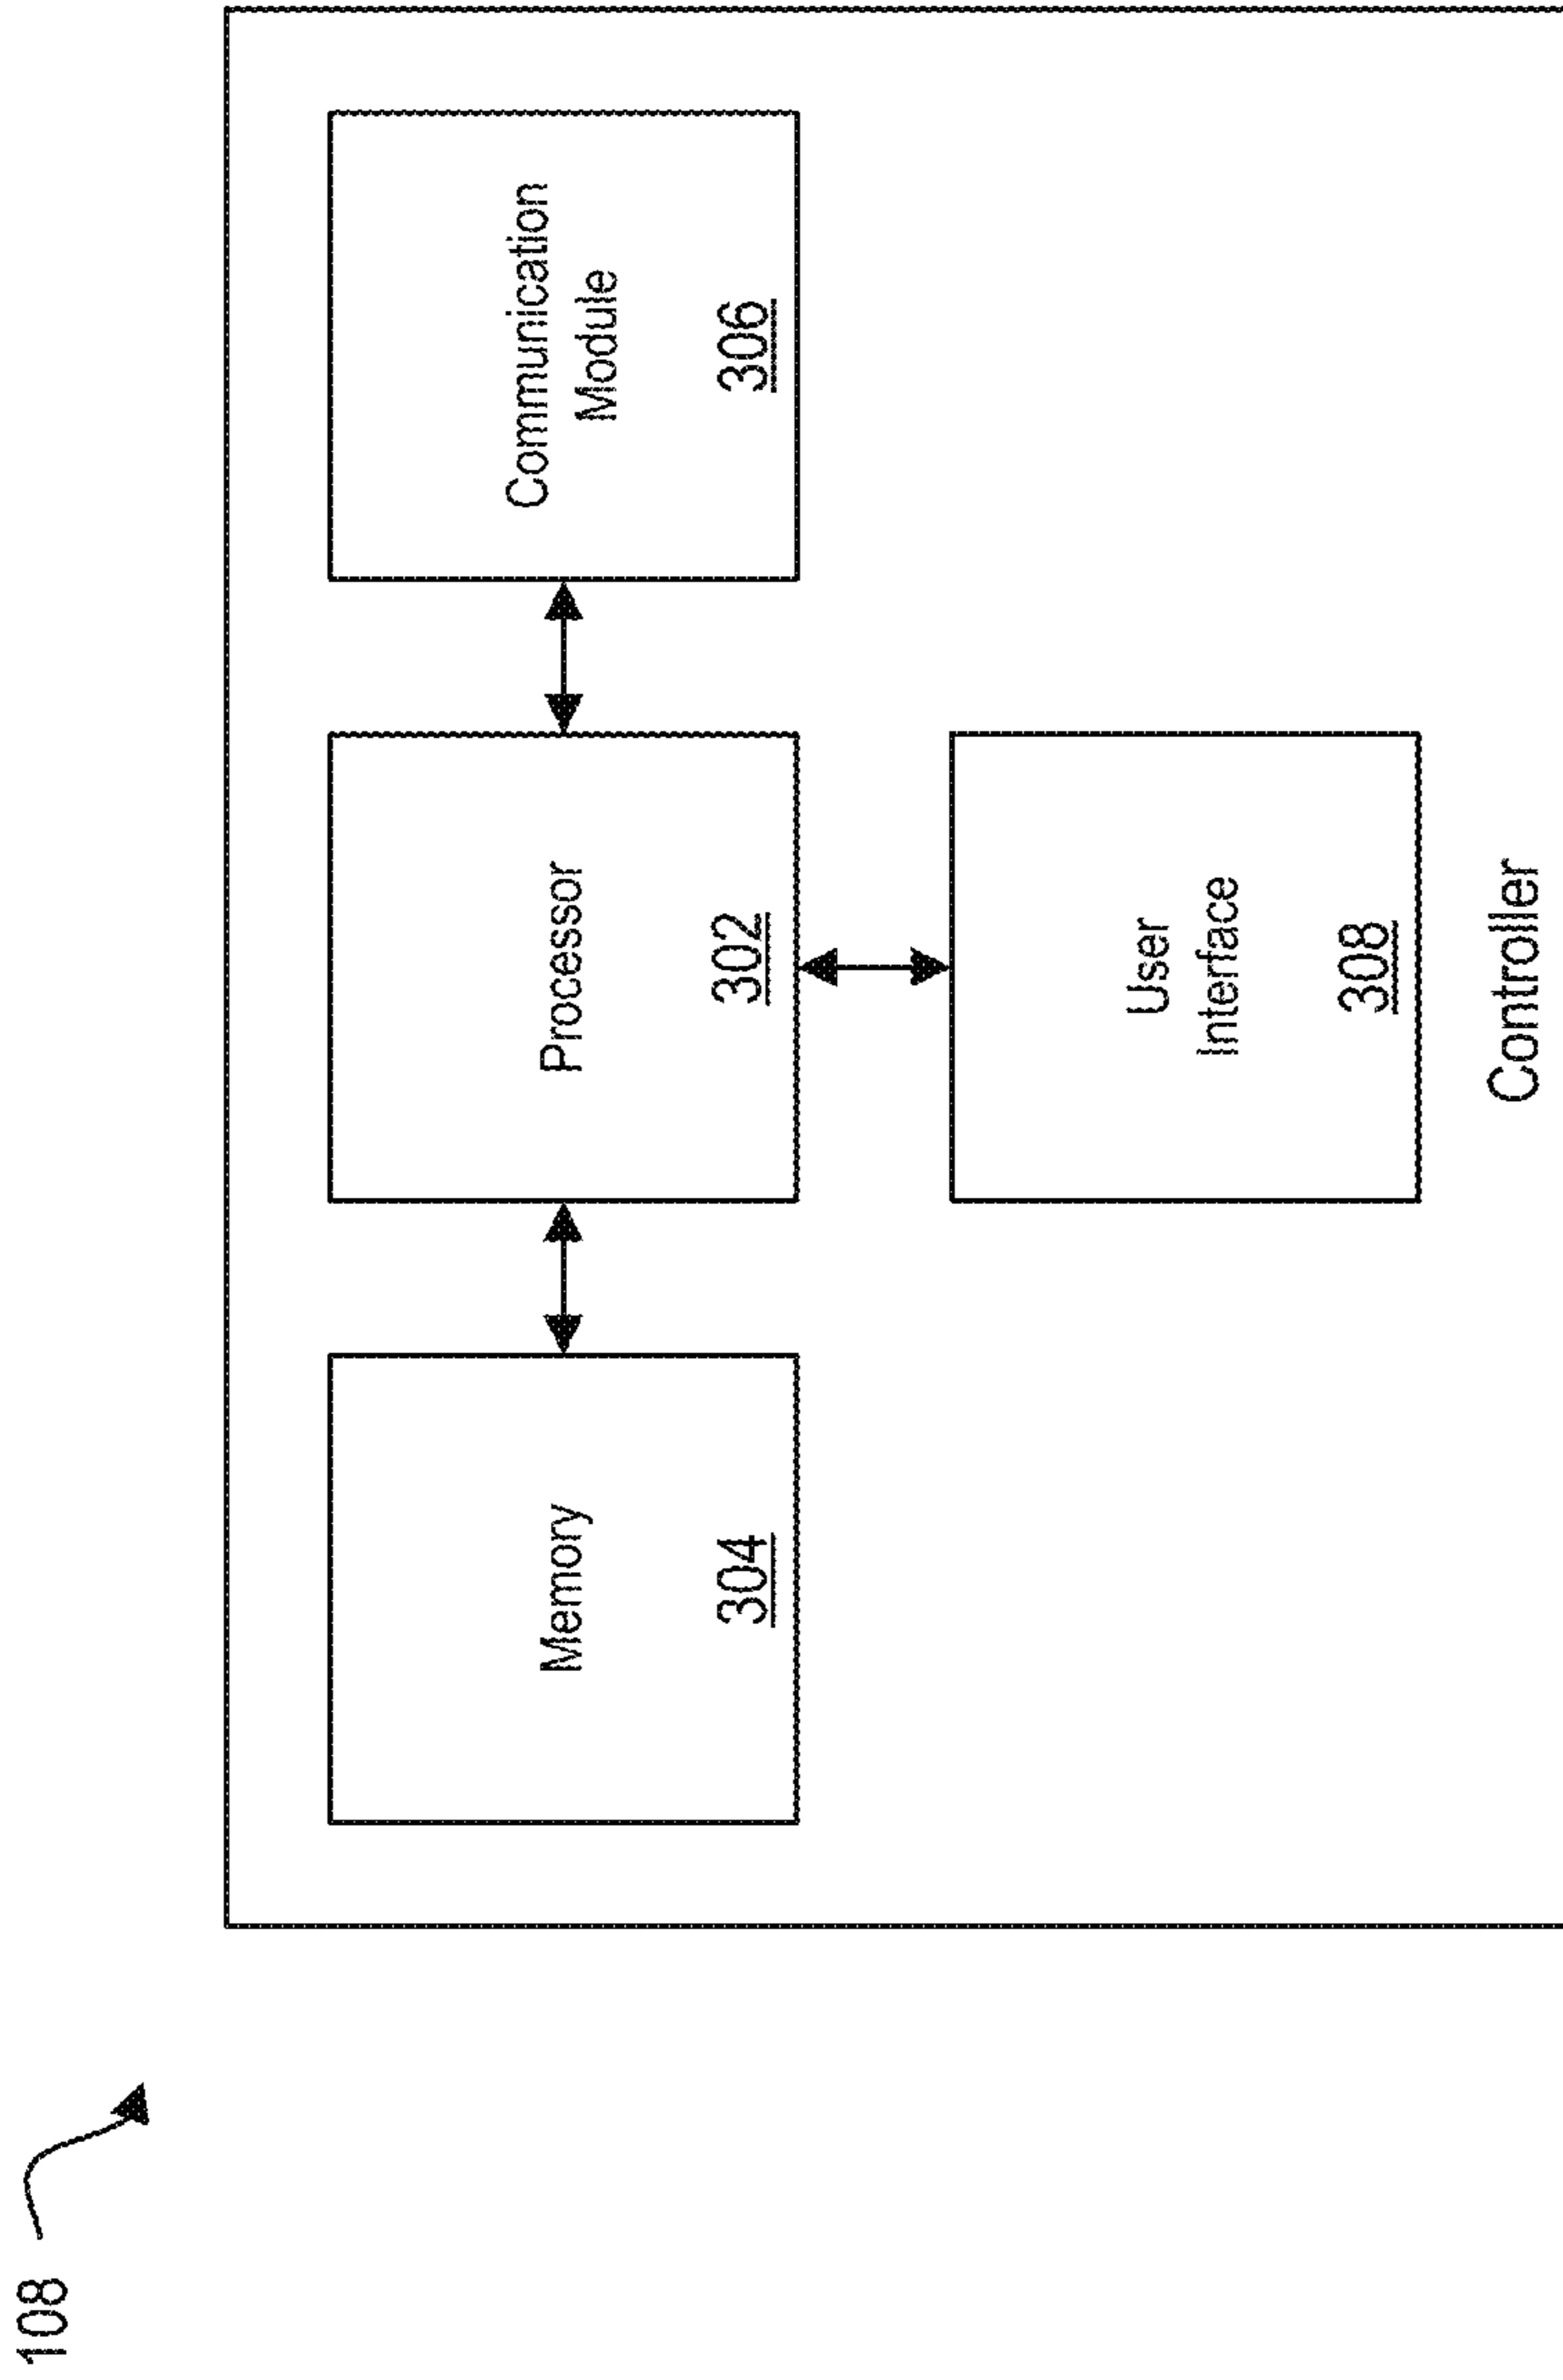 108
Memory
304
Processor
302
Communication
Module
306
User
Interface
308
Controller